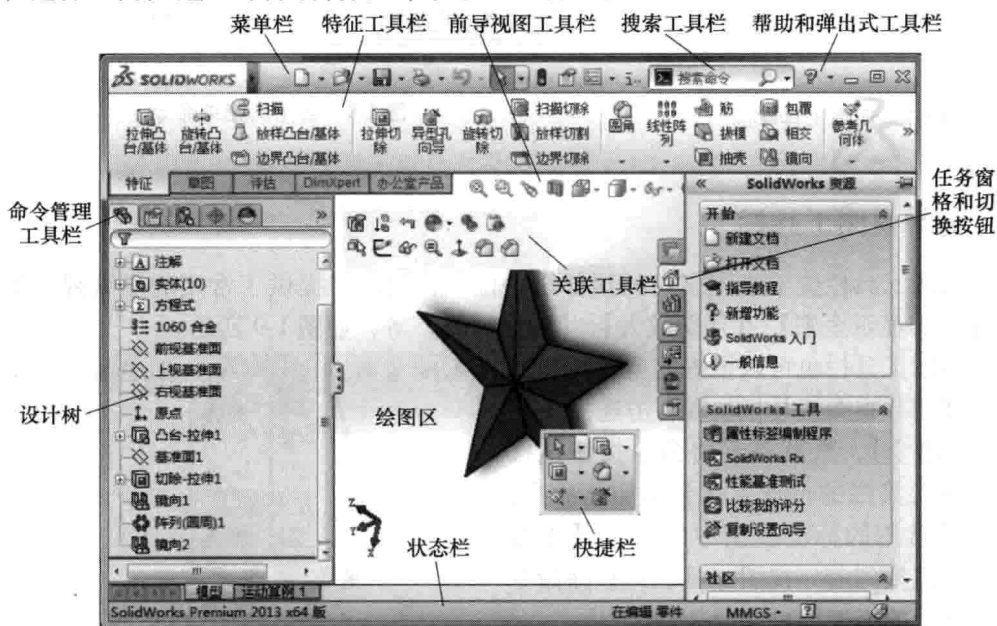 菜单栏 特征工具栏 前导视图工具栏 搜索工具栏 帮助和弹出式工具栏
SOLIDWORKS
搜索命令
拉伸凸台/基体
旋转凸台/基体
扫描
放样凸台/基体
边界凸台/基体
拉伸切除
异型孔向导
旋转切除
扫描切除
放样切割
边界切除
圆角
线性阵列
筋
拔模
抽壳
包覆
相交
镜向
参考几何体
特征 草图 评估 DimXpert 办公室产品
SolidWorks 资源
任务窗
格和切
换按钮
命令管理
工具栏
设计树
注解
实体(10)
方程式
1060 合金
前视基准面
上视基准面
右视基准面
原点
凸台-拉伸1
基准面1
切除-拉伸1
镜向1
阵列(圆周)1
镜向2
关联工具栏
绘图区
状态栏
快捷栏
Z
Y
X
开始
新建文档
打开文档
指导教程
新增功能
SolidWorks 入门
一般信息
SolidWorks 工具
属性标签编制程序
SolidWorks Rx
性能基准测试
比较我的评分
复制设置向导
社区
模型 运动算例 1
SolidWorks Premium 2013 x64 版
在编辑 零件
MMGS